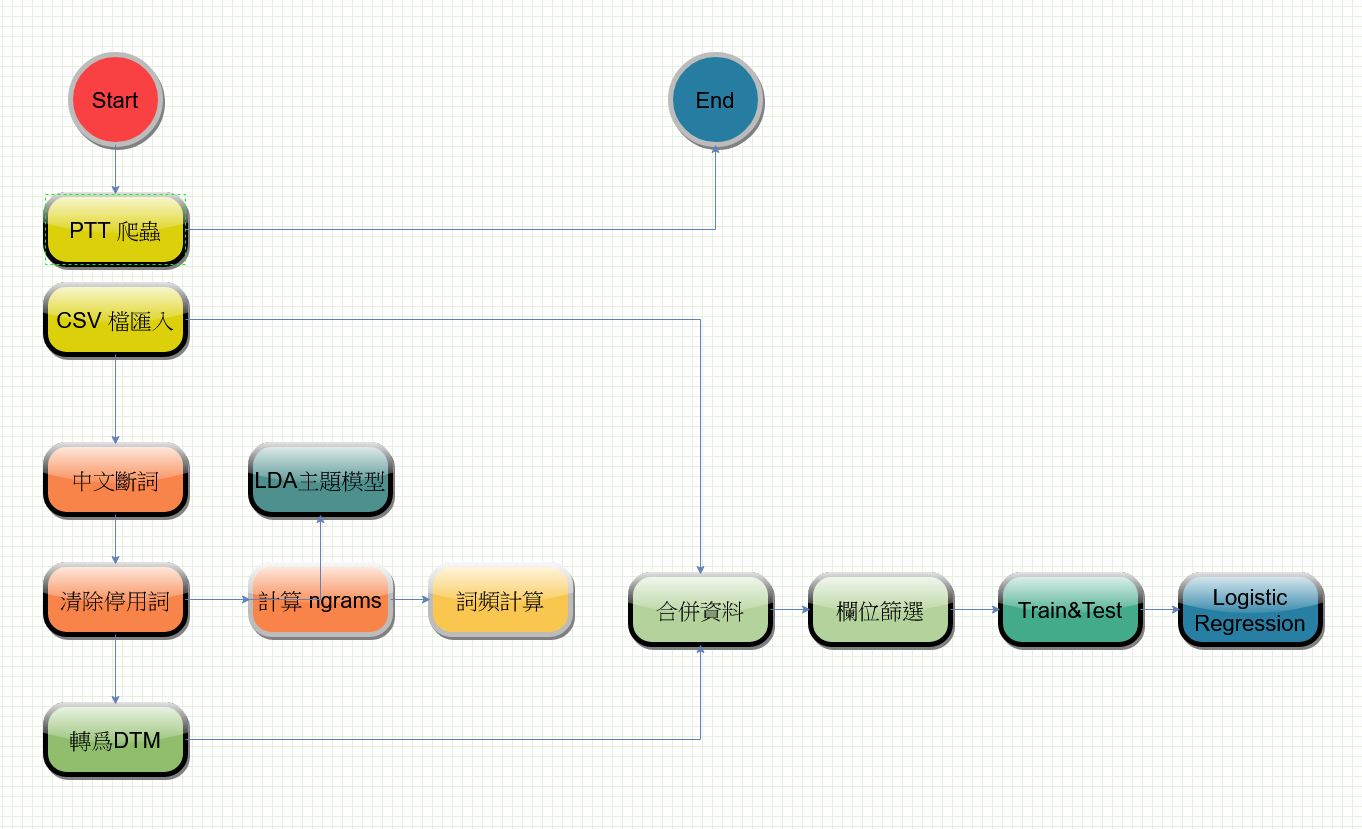 Start
End
PTT 爬蟲
CSV 檔匯入
中文斷詞
LDA主題模型
清除停用詞
計算 ngrams
詞頻計算
合併資料
欄位篩選
Train&Test
Logistic
Regression
轉爲DTM